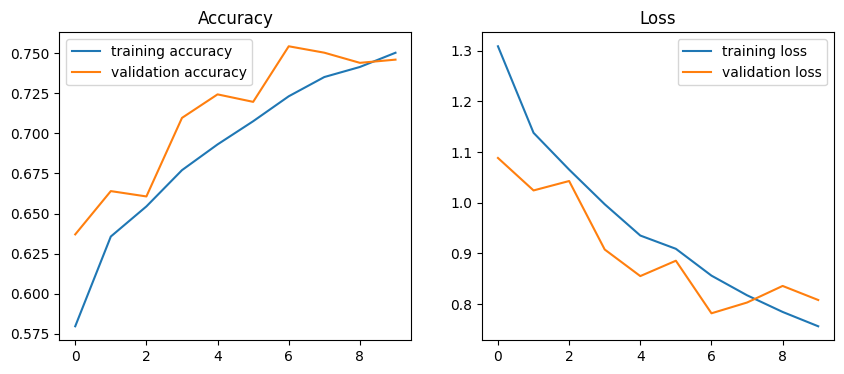 Accuracy
training accuracy
validation accuracy
0.750
0.725
0.700
0.675
0.650
0.625
0.600
0.575
0 2 4 6 8
Loss
training loss
validation loss
1.3
1.2
1.1
1.0
0.9
0.8
0 2 4 6 8